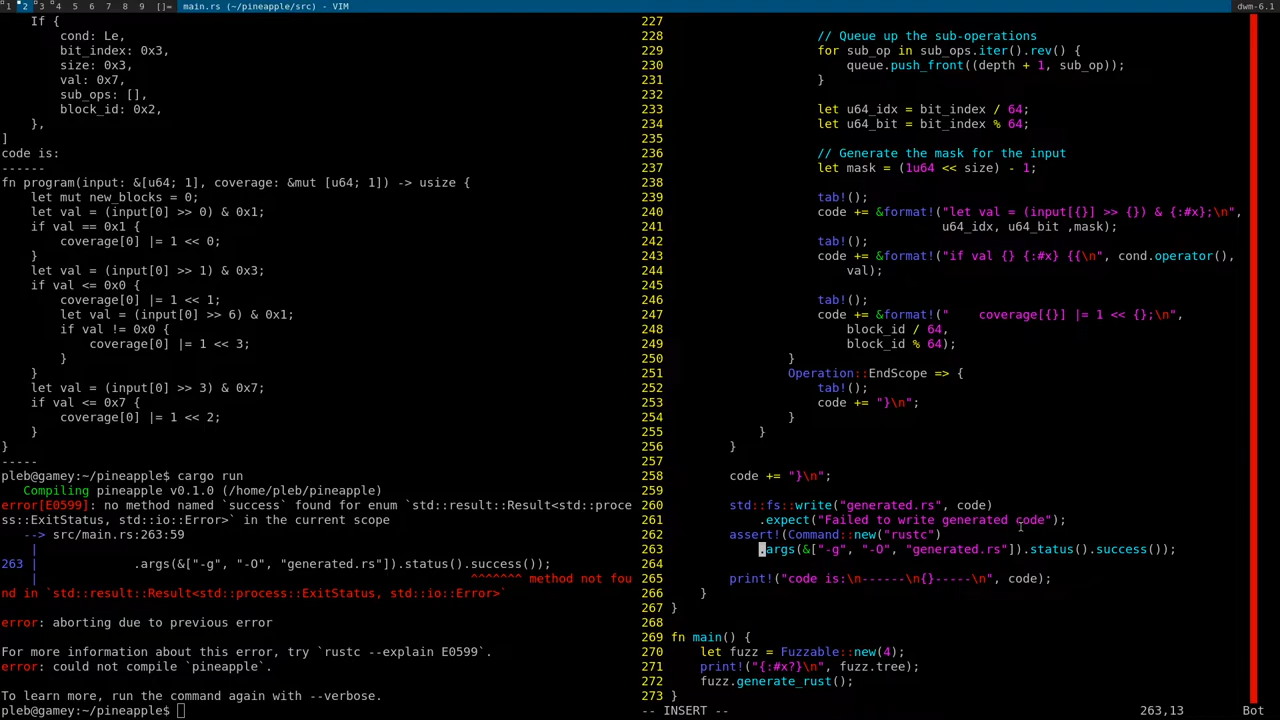 1 2 3 4 5 6 7 8 9 []= main.rs (~/pineapple/src) - VIM dwm-6.1
    If {
        cond: Le,
        bit_index: 0x3,
        size: 0x3,
        val: 0x7,
        sub_ops: [],
        block_id: 0x2,
    },
]
code is:
------
fn program(input: &[u64; 1], coverage: &mut [u64; 1]) -> usize {
    let mut new_blocks = 0;
    let val = (input[0] >> 0) & 0x1;
    if val == 0x1 {
        coverage[0] |= 1 << 0;
    }
    let val = (input[0] >> 1) & 0x3;
    if val <= 0x0 {
        coverage[0] |= 1 << 1;
        let val = (input[0] >> 6) & 0x1;
        if val != 0x0 {
            coverage[0] |= 1 << 3;
        }
    }
    let val = (input[0] >> 3) & 0x7;
    if val <= 0x7 {
        coverage[0] |= 1 << 2;
    }
}
-----
pleb@gamey:~/pineapple$ cargo run
   Compiling pineapple v0.1.0 (/home/pleb/pineapple)
error[E0599]: no method named `success` found for enum `std::result::Result<std::proce
ss::ExitStatus, std::io::Error>` in the current scope
   --> src/main.rs:263:59
    |
263 |             .args(&["-g", "-O", "generated.rs"]).status().success();
    |                                                           ^^^^^^^ method not fou
nd in `std::result::Result<std::process::ExitStatus, std::io::Error>`

error: aborting due to previous error

For more information about this error, try `rustc --explain E0599`.
error: could not compile `pineapple`.

To learn more, run the command again with --verbose.
pleb@gamey:~/pineapple$
227
228                     // Queue up the sub-operations
229                     for sub_op in sub_ops.iter().rev() {
230                         queue.push_front((depth + 1, sub_op));
231                     }
232
233                     let u64_idx = bit_index / 64;
234                     let u64_bit = bit_index % 64;
235
236                     // Generate the mask for the input
237                     let mask = (1u64 << size) - 1;
238
239                     tab!();
240                     code += &format!("let val = (input[{}] >> {}) & {:#x};\n",
241                                      u64_idx, u64_bit ,mask);
242                     tab!();
243                     code += &format!("if val {} {:#x} {{\n", cond.operator(),
244                         val);
245
246                     tab!();
247                     code += &format!("    coverage[{}] |= 1 << {};\n",
248                         block_id / 64,
249                         block_id % 64);
250                 }
251                 Operation::EndScope => {
252                     tab!();
253                     code += "}\n";
254                 }
255             }
256         }
257
258         code += "}\n";
259
260         std::fs::write("generated.rs", code)
261             .expect("Failed to write generated code");
262         assert!(Command::new("rustc")
263             .args(&["-g", "-O", "generated.rs"]).status().success());
264
265         print!("code is:\n------\n{}-----\n", code);
266     }
267 }
268
269 fn main() {
270     let fuzz = Fuzzable::new(4);
271     print!("{:#x?}\n", fuzz.tree);
272     fuzz.generate_rust();
273 }
-- INSERT -- 263,13 Bot